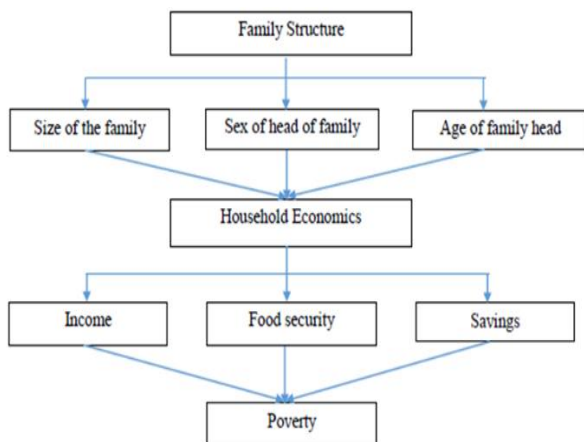 Family Structure
Size of the family
Sex of head of family
Age of family head
Household Economics
Income
Food security
Savings
Poverty